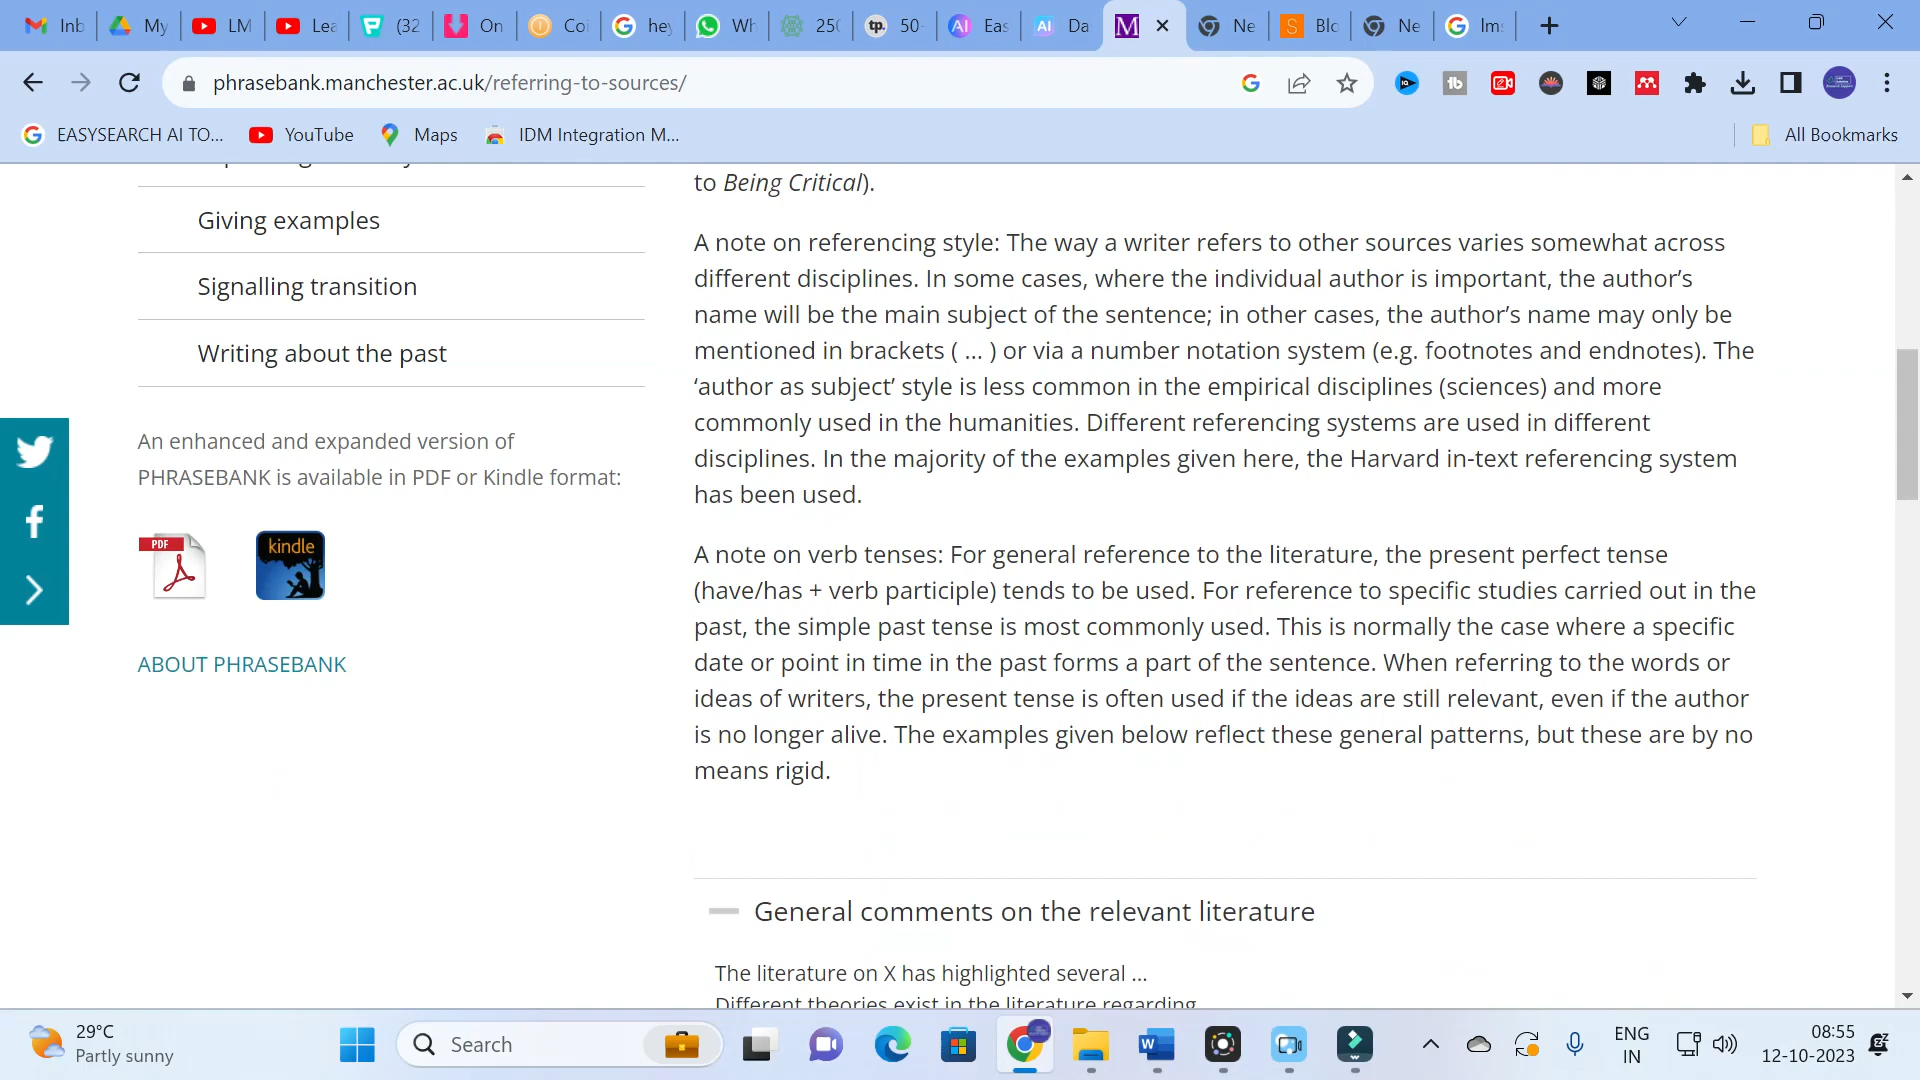 Inb
My
LM
Lea
(32
On
Coi
hey
Wh
250
tp.
50-
AI
Eas
AI
Da
M
Ne
S
Blo
Ne
Ims
phrasebank.manchester.ac.uk/referring-to-sources/
EASYSEARCH AI TO...
YouTube
Maps
IDM Integration M...
All Bookmarks
to Being Critical).
Giving examples
Signalling transition
Writing about the past
An enhanced and expanded version of
PHRASEBANK is available in PDF or Kindle format:
PDF
kindle
ABOUT PHRASEBANK
A note on referencing style: The way a writer refers to other sources varies somewhat across
different disciplines. In some cases, where the individual author is important, the author’s
name will be the main subject of the sentence; in other cases, the author’s name may only be
mentioned in brackets ( … ) or via a number notation system (e.g. footnotes and endnotes). The
‘author as subject’ style is less common in the empirical disciplines (sciences) and more
commonly used in the humanities. Different referencing systems are used in different
disciplines. In the majority of the examples given here, the Harvard in-text referencing system
has been used.
A note on verb tenses: For general reference to the literature, the present perfect tense
(have/has + verb participle) tends to be used. For reference to specific studies carried out in the
past, the simple past tense is most commonly used. This is normally the case where a specific
date or point in time in the past forms a part of the sentence. When referring to the words or
ideas of writers, the present tense is often used if the ideas are still relevant, even if the author
is no longer alive. The examples given below reflect these general patterns, but these are by no
means rigid.
General comments on the relevant literature
The literature on X has highlighted several …
Different theories exist in the literature regarding
29°C
Partly sunny
Search
ENG
IN
08:55
12-10-2023